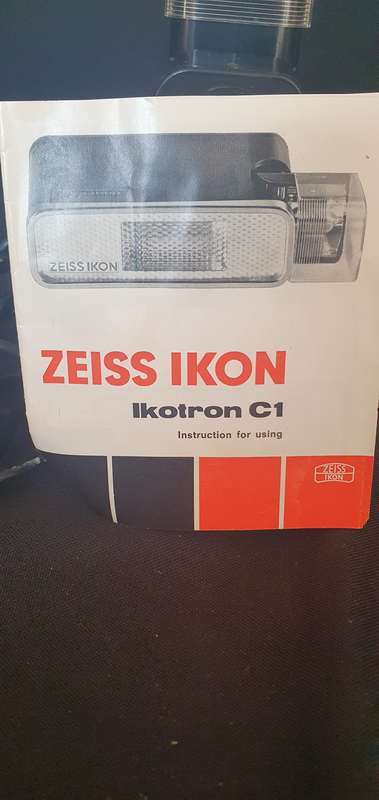 ZEISS IKON
ZEISS IKON
Ikotron C1
Instruction for using
ZEISS
IKON